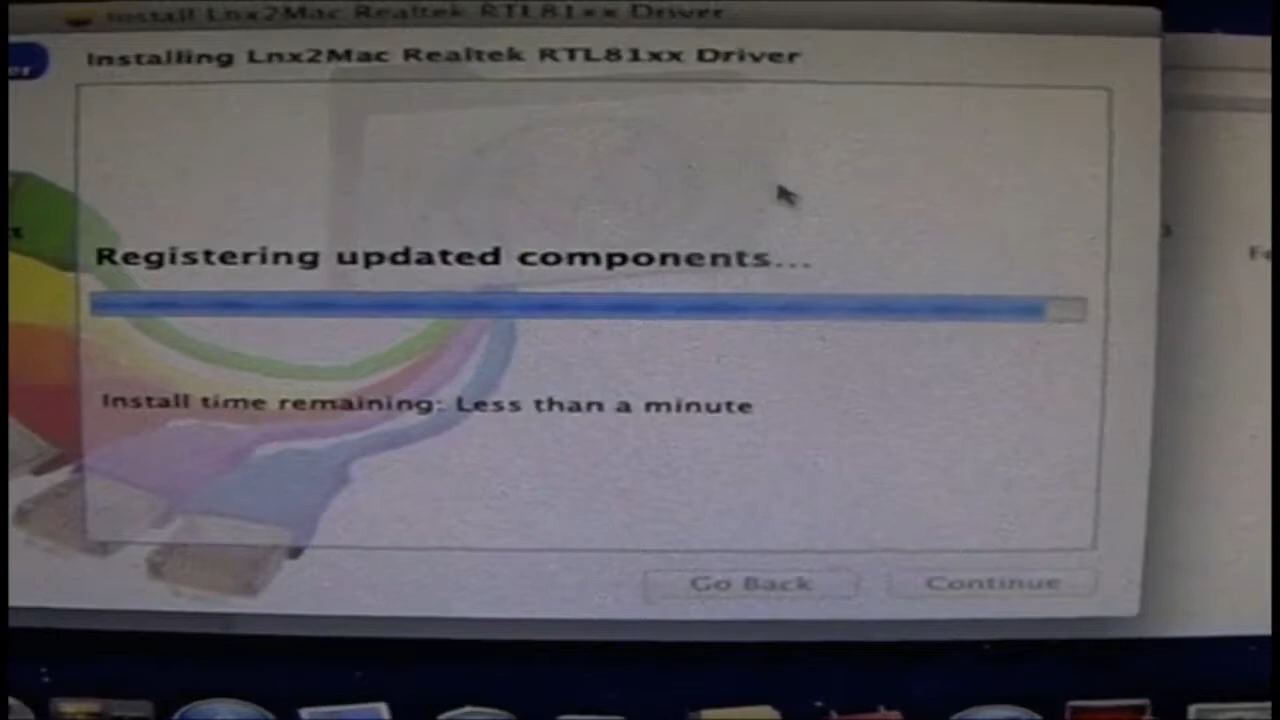 Install Lnx2Mac Realtek RTL81xx Driver
Installing Lnx2Mac Realtek RTL81xx Driver
Registering updated components...
Install time remaining: Less than a minute
Go Back
Continue